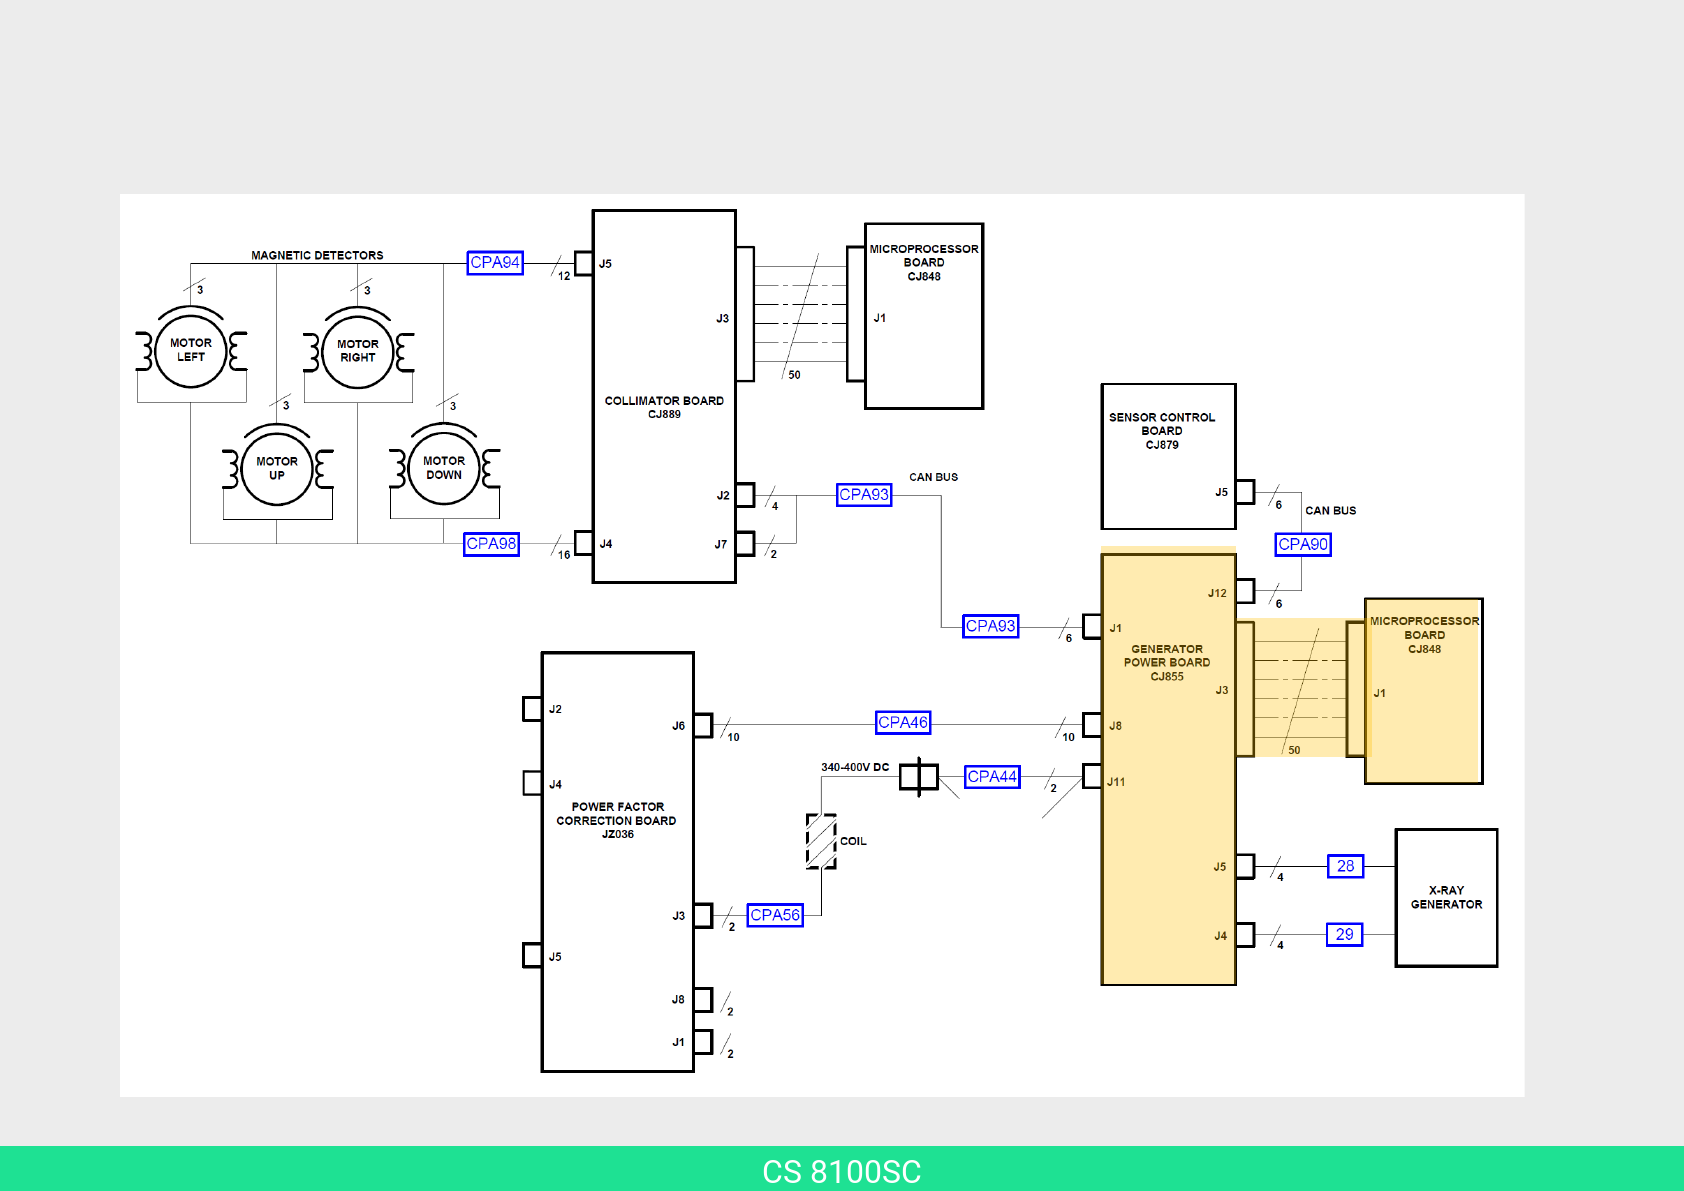 MAGNETIC DETECTORS
CPA94
12
J5
3
3
MOTOR
LEFT
MOTOR
RIGHT
3
3
MOTOR
UP
MOTOR
DOWN
CPA98
16
J4
J3
COLLIMATOR BOARD
CJ889
J2
4
J7
2
50
MICROPROCESSOR
BOARD
CJ848
J1
CPA93
CAN BUS
SENSOR CONTROL
BOARD
CJ879
J5
6
CAN BUS
CPA90
6
J12
CPA93
6
J1
GENERATOR
POWER BOARD
CJ855
J3
50
MICROPROCESSOR
BOARD
CJ848
J1
J2
J6
10
CPA46
10
J8
J4
340-400V DC
CPA44
2
J11
POWER FACTOR
CORRECTION BOARD
JZ036
COIL
J5
4
28
X-RAY
GENERATOR
J3
2
CPA56
J4
4
29
J5
J8
2
J1
2
CS 8100SC